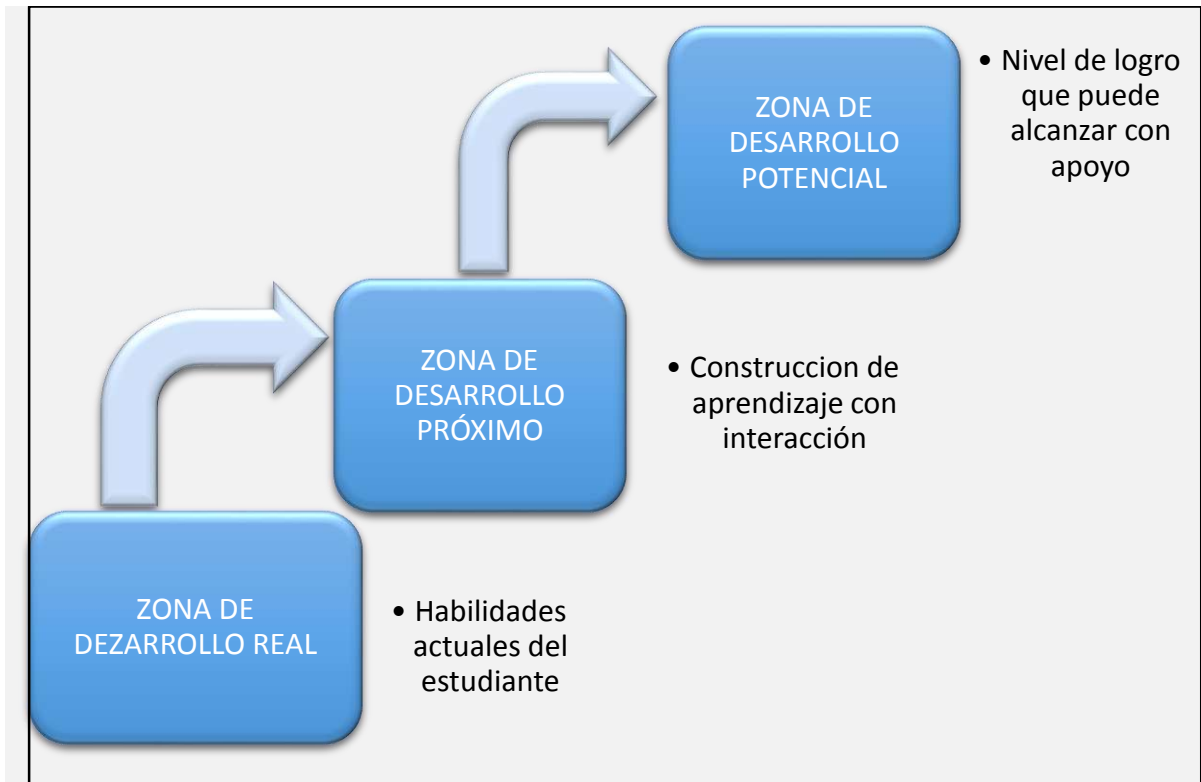 ZONA DE
DESARROLLO
POTENCIAL
• Nivel de logro
que puede
alcanzar con
apoyo
ZONA DE
DESARROLLO
PRÓXIMO
• Construccion de
aprendizaje con
interacción
ZONA DE
DEZARROLLO REAL
• Habilidades
actuales del
estudiante